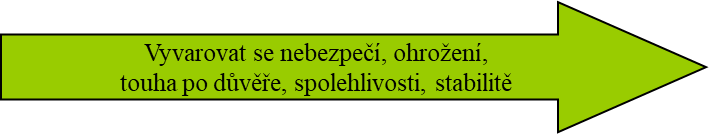 Vyvarovat se nebezpečí, ohrožení,
touha po důvěře, spolehlivosti, stabilitě